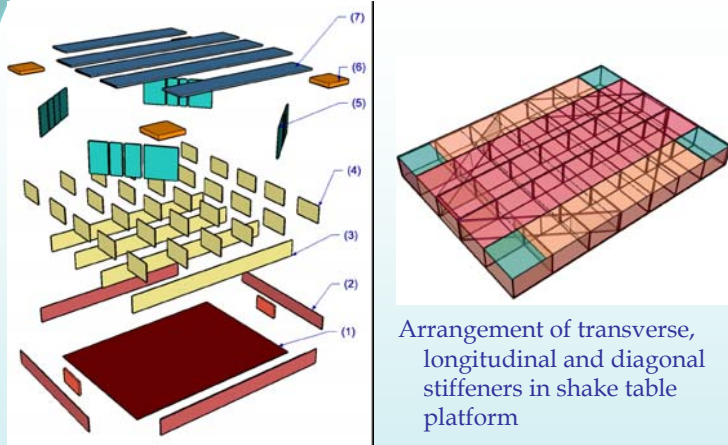 (7)
(6)
(5)
(4)
(3)
(2)
(1)
Arrangement of transverse,
longitudinal and diagonal
stiffeners in shake table
platform